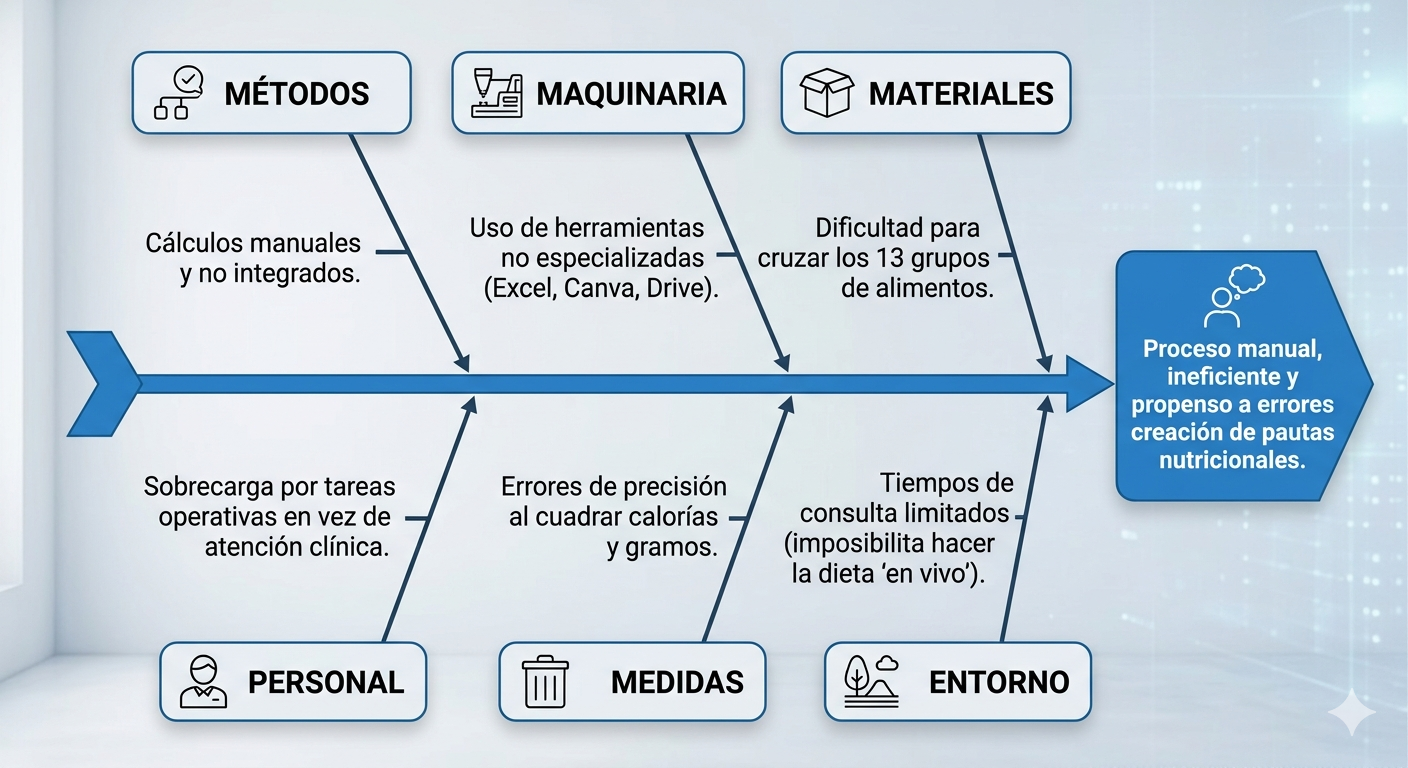 MÉTODOS
MAQUINARIA
MATERIALES
Cálculos manuales
y no integrados.
Uso de herramientas
no especializadas
(Excel, Canva, Drive).
Dificultad para
cruzar los 13 grupos
de alimentos.
Proceso manual,
ineficiente y
propenso a errores
creación de pautas
nutricionales.
Sobrecarga por tareas
operativas en vez de
atención clínica.
Errores de precisión
al cuadrar calorías
y gramos.
Tiempos de
consulta limitados
(imposibilita hacer
la dieta ‘en vivo’).
PERSONAL
MEDIDAS
ENTORNO